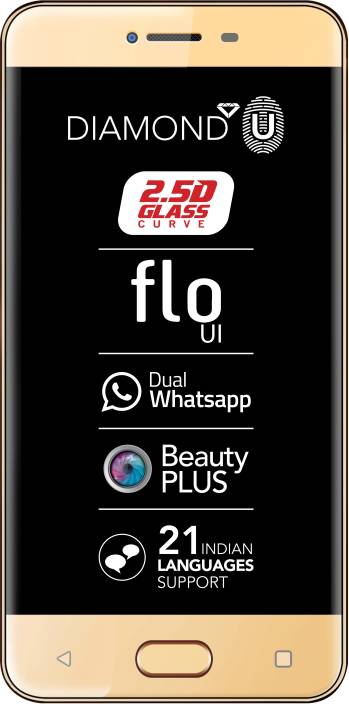 DIAMOND U
2.5D
GLASS
CURVE
flo
UI
Dual
Whatsapp
Beauty
PLUS
21 INDIAN
LANGUAGES
SUPPORT